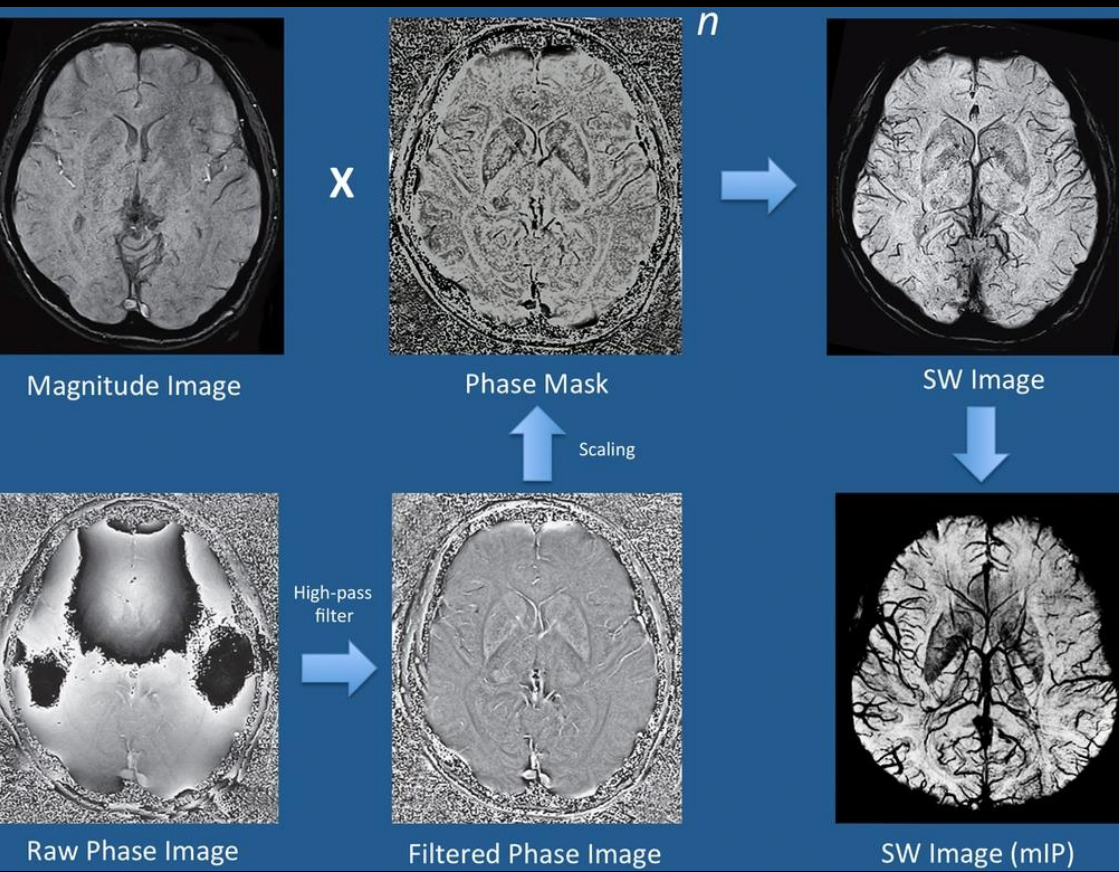 n
X
Magnitude Image
Phase Mask
SW Image
Scaling
High-pass
filter
Raw Phase Image
Filtered Phase Image
SW Image (mIP)